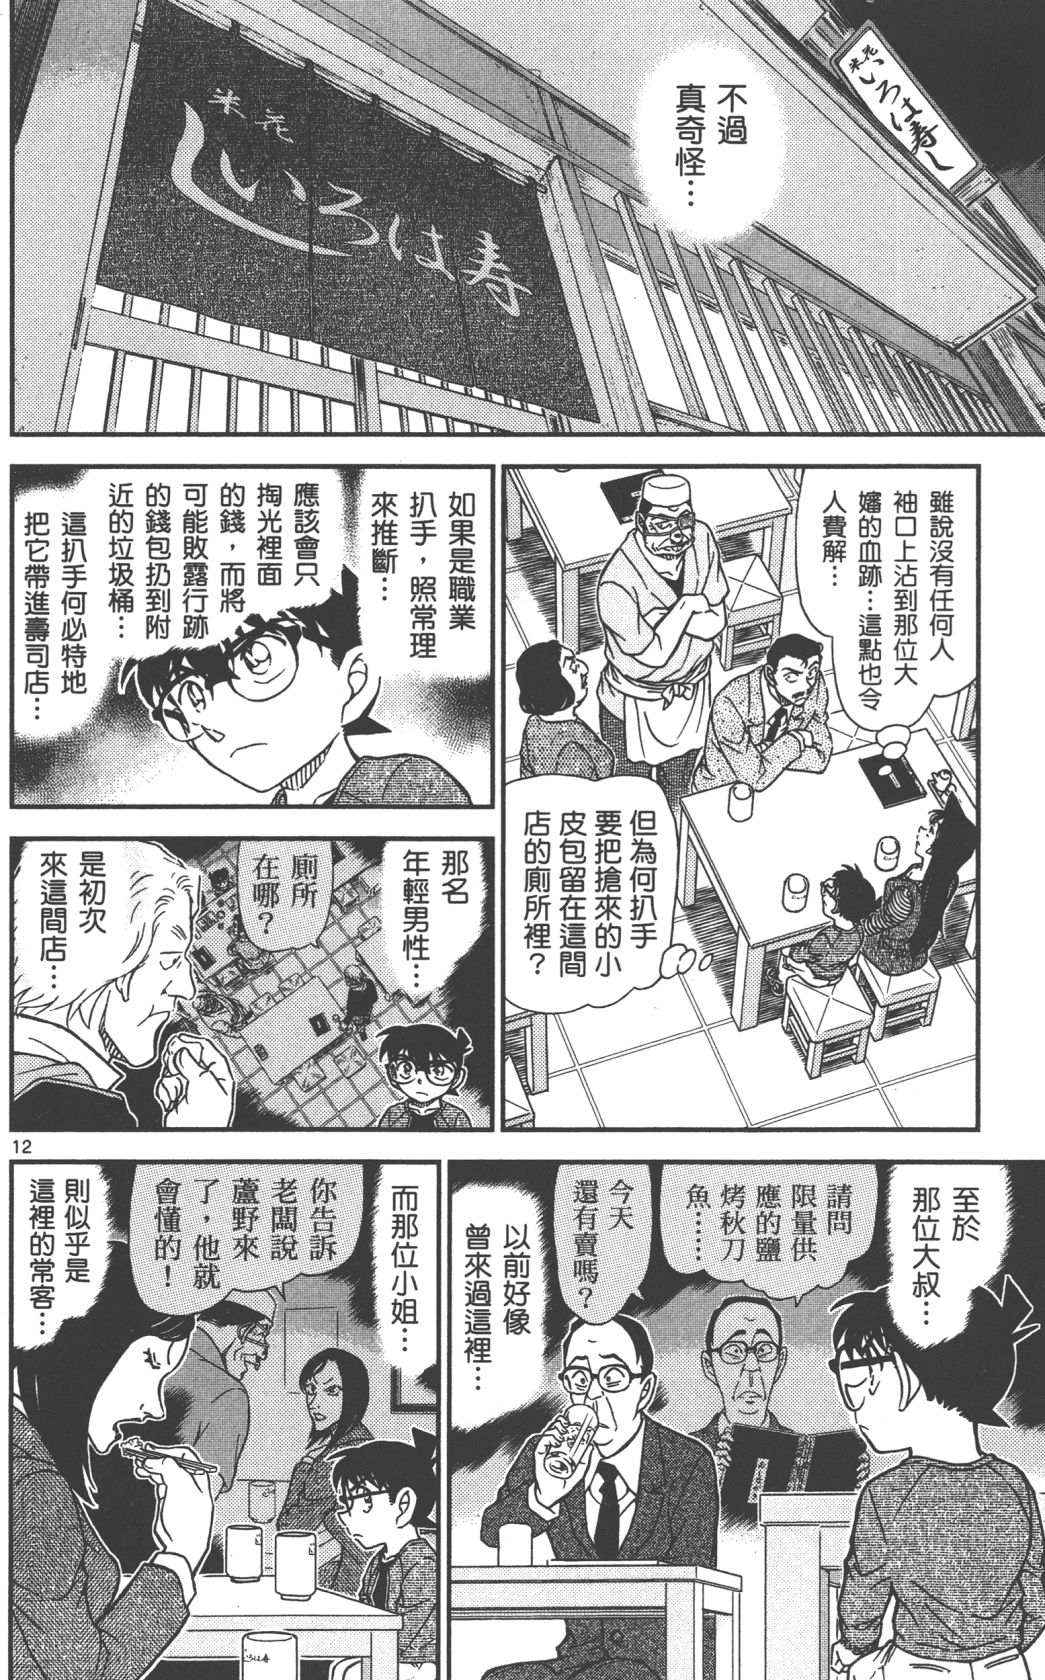 不過
真奇怪…
米花
いろは寿し
米花
いろは寿し
雖說沒有任何人
袖口上沾到那位大
嬸的血跡…這點也令
人費解…
但為何扒手
要把搶來的小
皮包留在這間
店的廁所裡？
如果是職業
扒手，照常理
來推斷…
應該會只
掏光裡面
的錢，而將
可能敗露行跡
的錢包扔到附
近的垃圾桶…
這扒手何必特地
把它帶進壽司店…
那名
年輕男性…
廁所
在哪？
是初次
來這間店…
12
至於
那位大叔…
請問
限量供
應的鹽
烤秋刀
魚……
今天
還有賣嗎？
以前好像
曾來過這裡…
而那位小姐…
你告訴
老闆說
蘆野來
了，他就
會懂的！
則似乎是
這裡的常客…